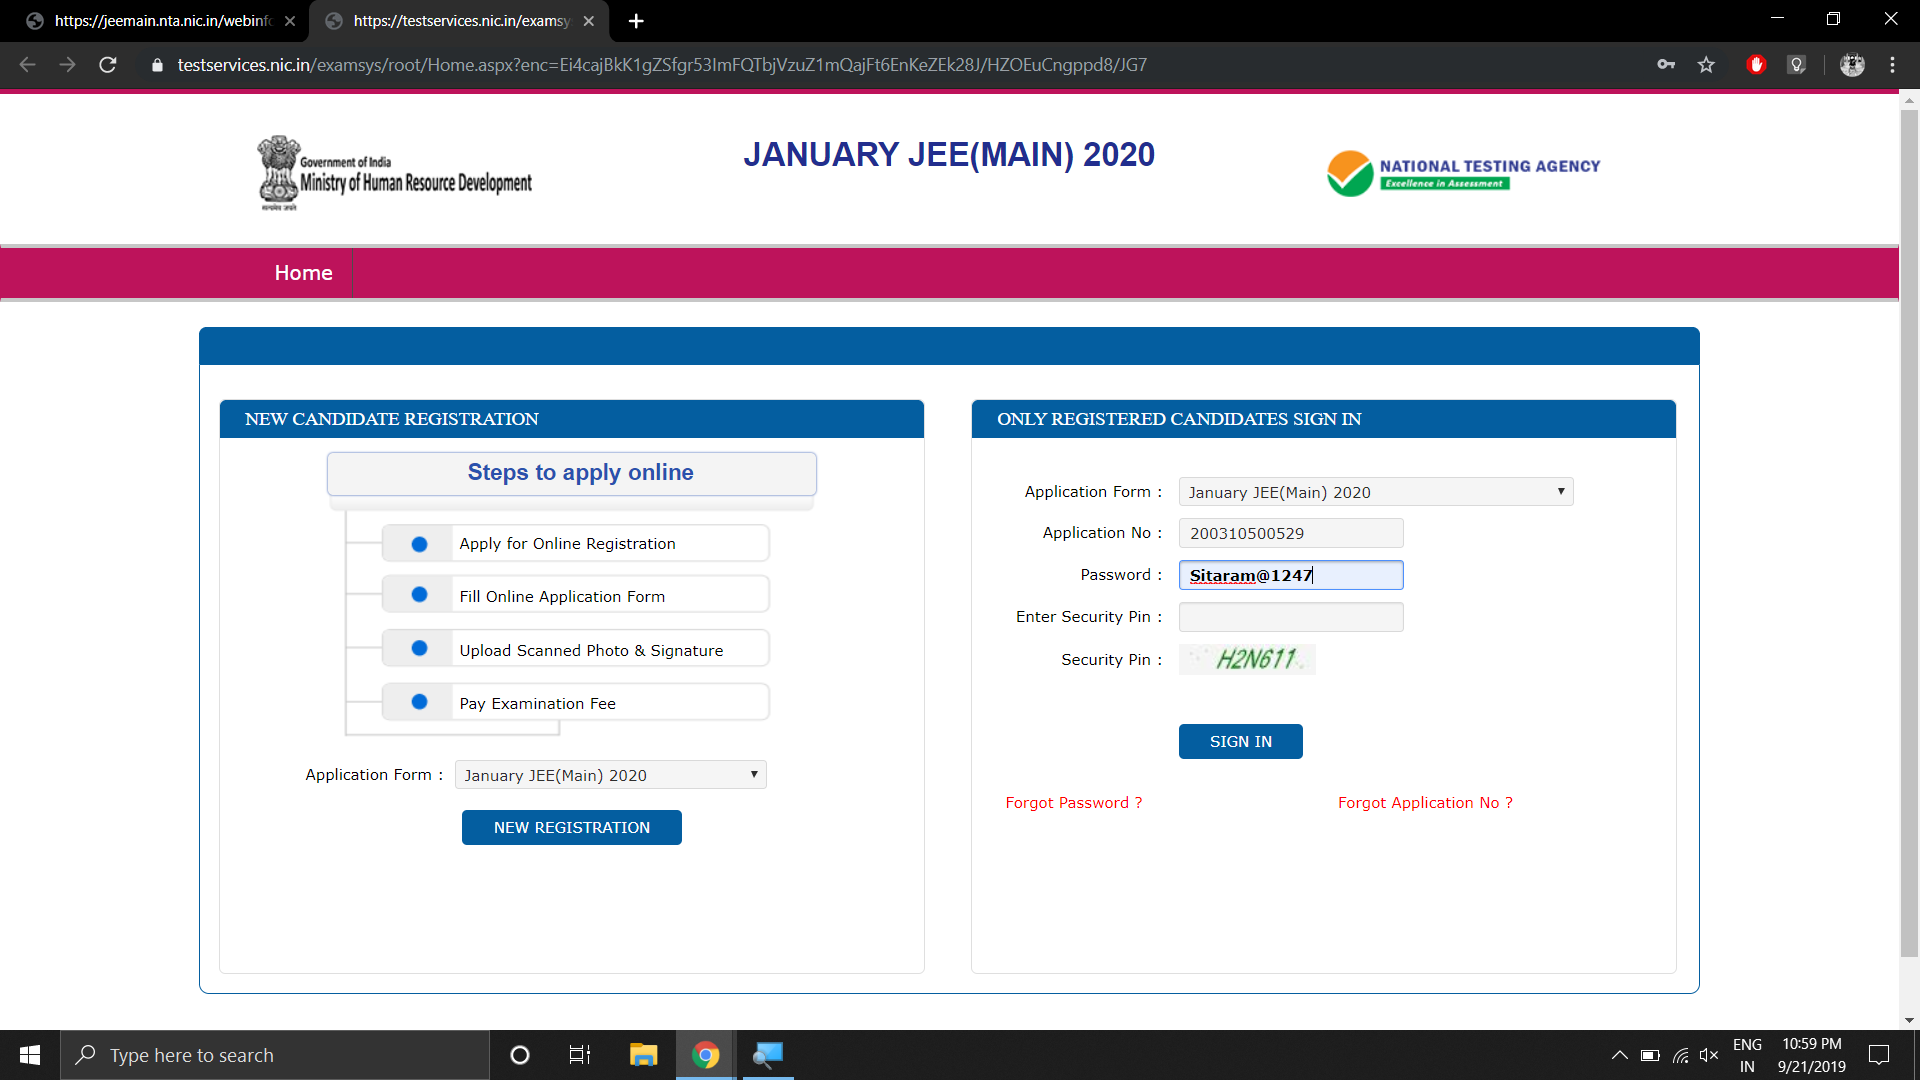 https://jeemain.nta.nic.in/webinfo
https://testservices.nic.in/examsy
testservices.nic.in/examsys/root/Home.aspx?enc=Ei4cajBkK1gZSfgr53ImFQTbjVzuZ1mQajFt6EnKeZEk28J/HZOEuCngppd8/JG7
Government of India
Ministry of Human Resource Development
सत्यमेव जयते
JANUARY JEE(MAIN) 2020
NATIONAL TESTING AGENCY
Excellence in Assessment
Home
NEW CANDIDATE REGISTRATION
Steps to apply online
Apply for Online Registration
Fill Online Application Form
Upload Scanned Photo & Signature
Pay Examination Fee
Application Form :
January JEE(Main) 2020
NEW REGISTRATION
ONLY REGISTERED CANDIDATES SIGN IN
Application Form :
January JEE(Main) 2020
Application No :
200310500529
Password :
Sitaram@1247
Enter Security Pin :
Security Pin :
H2N611
SIGN IN
Forgot Password ?
Forgot Application No ?
Type here to search
ENG
IN
10:59 PM
9/21/2019